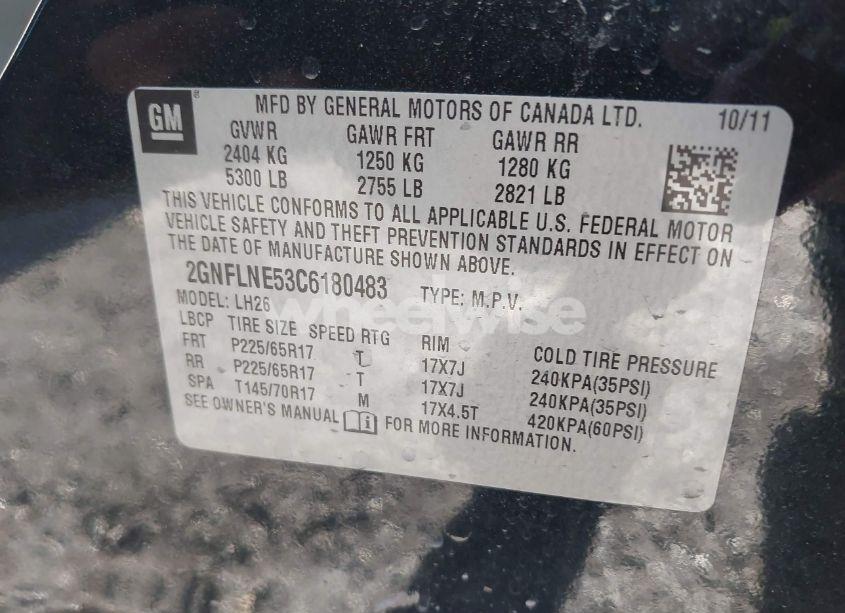 GM ®
MFD BY GENERAL MOTORS OF CANADA LTD. 10/11
GVWR GAWR FRT GAWR RR
2404 KG 1250 KG 1280 KG
5300 LB 2755 LB 2821 LB
THIS VEHICLE CONFORMS TO ALL APPLICABLE U.S. FEDERAL MOTOR
VEHICLE SAFETY AND THEFT PREVENTION STANDARDS IN EFFECT ON
THE DATE OF MANUFACTURE SHOWN ABOVE.
2GNFLNE53C6180483 TYPE: M.P.V.
MODEL: LH26
wheelwise
LBCP TIRE SIZE SPEED RTG RIM COLD TIRE PRESSURE
FRT P225/65R17 T 17X7J 240KPA(35PSI)
RR P225/65R17 T 17X7J 240KPA(35PSI)
SPA T145/70R17 M 17X4.5T 420KPA(60PSI)
SEE OWNER'S MANUAL FOR MORE INFORMATION.